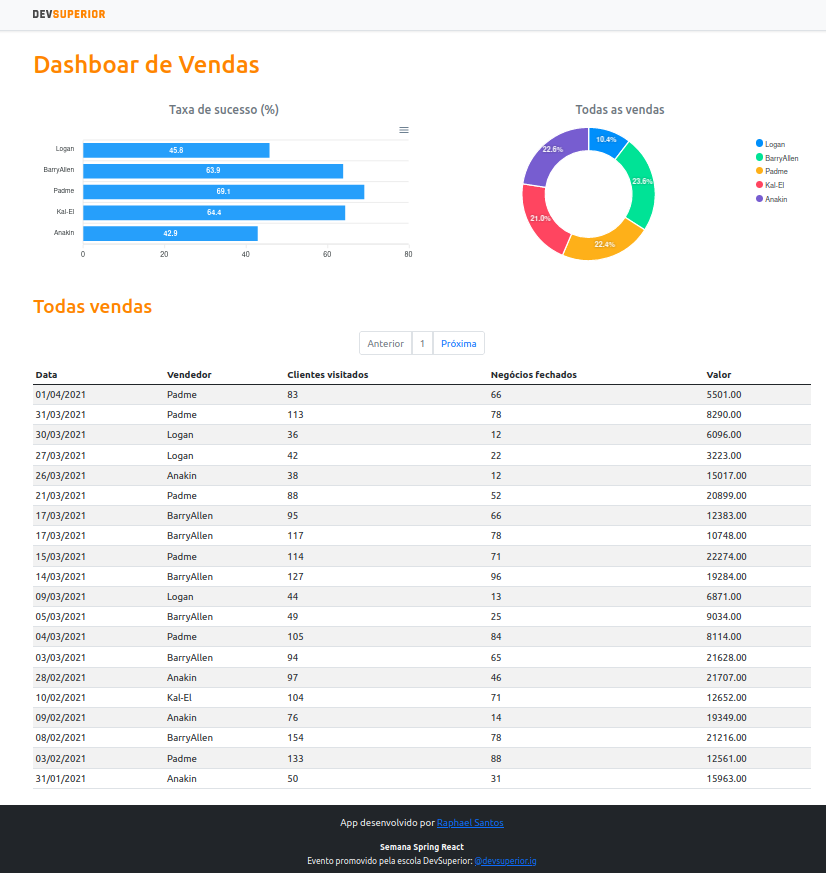 DEVSUPERIOR
Dashboar de Vendas
Taxa de sucesso (%)
Logan 45.8
BarryAllen 63.9
Padme 69.1
Kal-El 64.4
Anakin 42.9
0 20 40 60 80
Todas as vendas
10.4%
23.6%
22.4%
21.0%
22.6%
Logan
BarryAllen
Padme
Kal-El
Anakin
Todas vendas
Anterior 1 Próxima
Data Vendedor Clientes visitados Negócios fechados Valor
01/04/2021 Padme 83 66 5501.00
31/03/2021 Padme 113 78 8290.00
30/03/2021 Logan 36 12 6096.00
27/03/2021 Logan 42 22 3223.00
26/03/2021 Anakin 38 12 15017.00
21/03/2021 Padme 88 52 20899.00
17/03/2021 BarryAllen 95 66 12383.00
17/03/2021 BarryAllen 117 78 10748.00
15/03/2021 Padme 114 71 22274.00
14/03/2021 BarryAllen 127 96 19284.00
09/03/2021 Logan 44 13 6871.00
05/03/2021 BarryAllen 49 25 9034.00
04/03/2021 Padme 105 84 8114.00
03/03/2021 BarryAllen 94 65 21628.00
28/02/2021 Anakin 97 46 21707.00
10/02/2021 Kal-El 104 71 12652.00
09/02/2021 Anakin 76 14 19349.00
08/02/2021 BarryAllen 154 78 21216.00
03/02/2021 Padme 133 88 12561.00
31/01/2021 Anakin 50 31 15963.00
App desenvolvido por Raphael Santos
Semana Spring React
Evento promovido pela escola DevSuperior: @devsuperior.ig